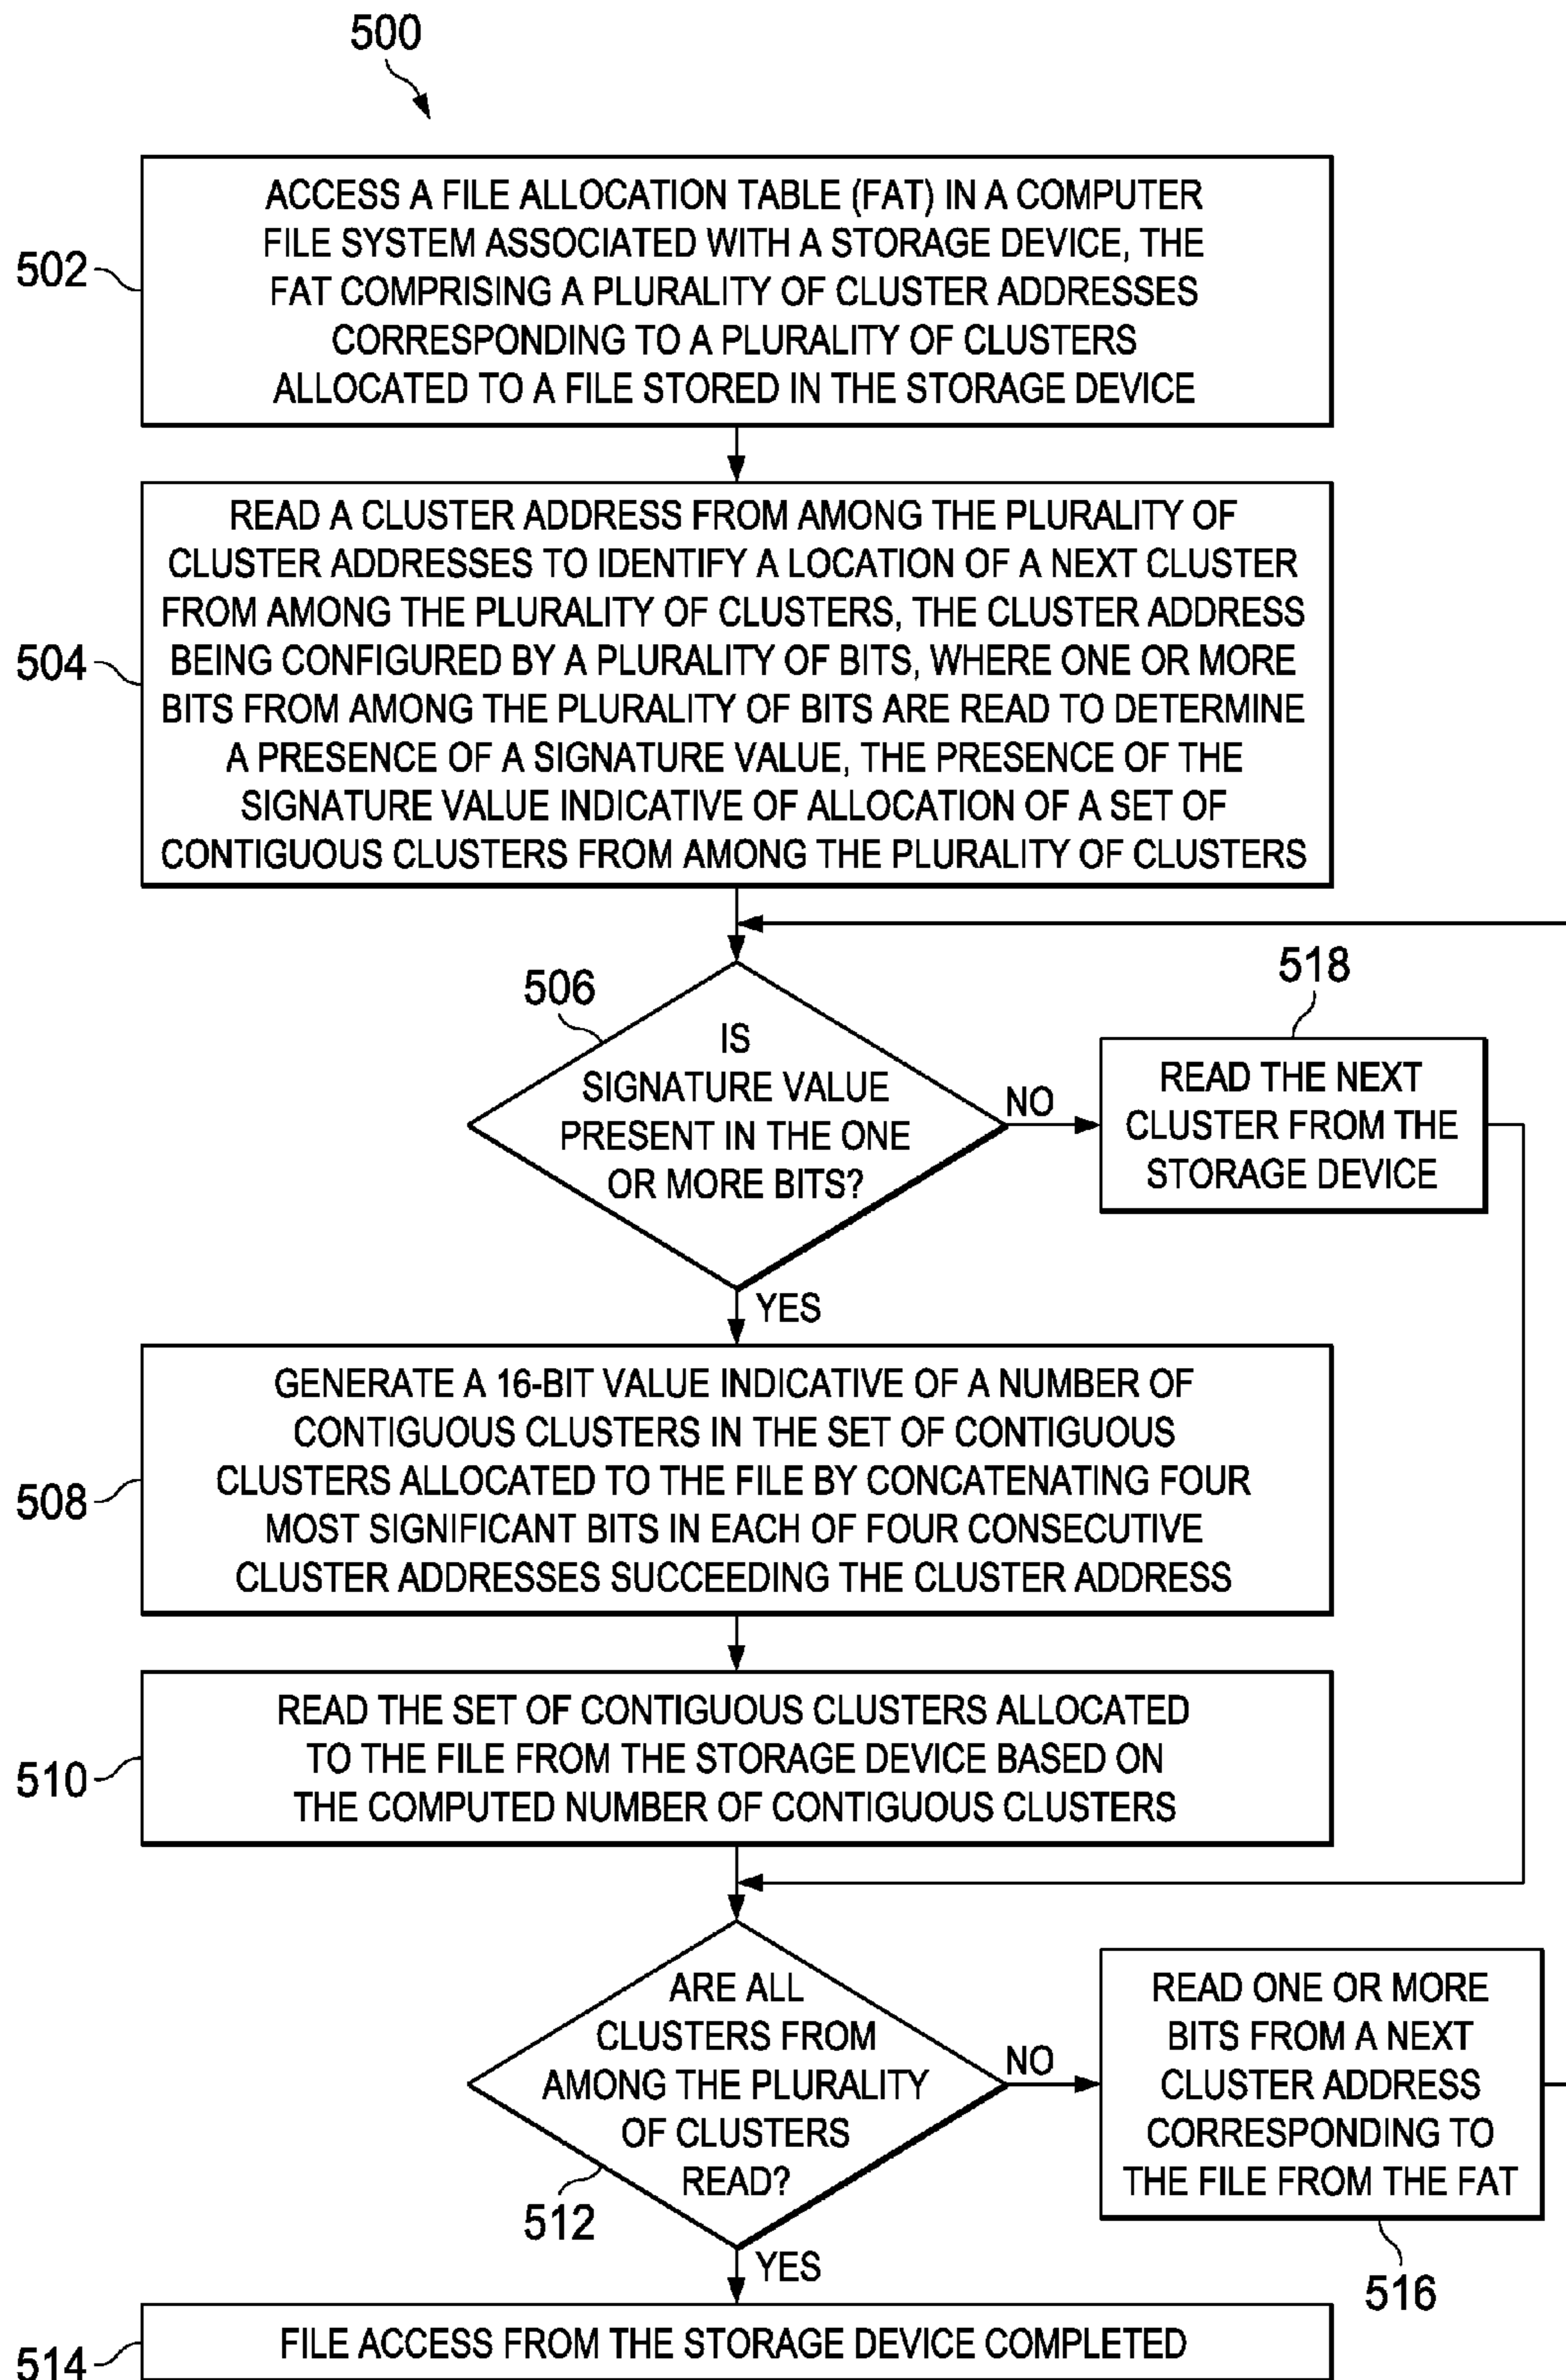 500
502
ACCESS A FILE ALLOCATION TABLE (FAT) IN A COMPUTER
FILE SYSTEM ASSOCIATED WITH A STORAGE DEVICE, THE
FAT COMPRISING A PLURALITY OF CLUSTER ADDRESSES
CORRESPONDING TO A PLURALITY OF CLUSTERS
ALLOCATED TO A FILE STORED IN THE STORAGE DEVICE
504
READ A CLUSTER ADDRESS FROM AMONG THE PLURALITY OF
CLUSTER ADDRESSES TO IDENTIFY A LOCATION OF A NEXT CLUSTER
FROM AMONG THE PLURALITY OF CLUSTERS, THE CLUSTER ADDRESS
BEING CONFIGURED BY A PLURALITY OF BITS, WHERE ONE OR MORE
BITS FROM AMONG THE PLURALITY OF BITS ARE READ TO DETERMINE
A PRESENCE OF A SIGNATURE VALUE, THE PRESENCE OF THE
SIGNATURE VALUE INDICATIVE OF ALLOCATION OF A SET OF
CONTIGUOUS CLUSTERS FROM AMONG THE PLURALITY OF CLUSTERS
506
IS
SIGNATURE VALUE
PRESENT IN THE ONE
OR MORE BITS?
NO
518
READ THE NEXT
CLUSTER FROM THE
STORAGE DEVICE
YES
508
GENERATE A 16-BIT VALUE INDICATIVE OF A NUMBER OF
CONTIGUOUS CLUSTERS IN THE SET OF CONTIGUOUS
CLUSTERS ALLOCATED TO THE FILE BY CONCATENATING FOUR
MOST SIGNIFICANT BITS IN EACH OF FOUR CONSECUTIVE
CLUSTER ADDRESSES SUCCEEDING THE CLUSTER ADDRESS
510
READ THE SET OF CONTIGUOUS CLUSTERS ALLOCATED
TO THE FILE FROM THE STORAGE DEVICE BASED ON
THE COMPUTED NUMBER OF CONTIGUOUS CLUSTERS
ARE ALL
CLUSTERS FROM
AMONG THE PLURALITY
OF CLUSTERS
READ?
512
NO
READ ONE OR MORE
BITS FROM A NEXT
CLUSTER ADDRESS
CORRESPONDING TO
THE FILE FROM THE FAT
516
YES
514
FILE ACCESS FROM THE STORAGE DEVICE COMPLETED